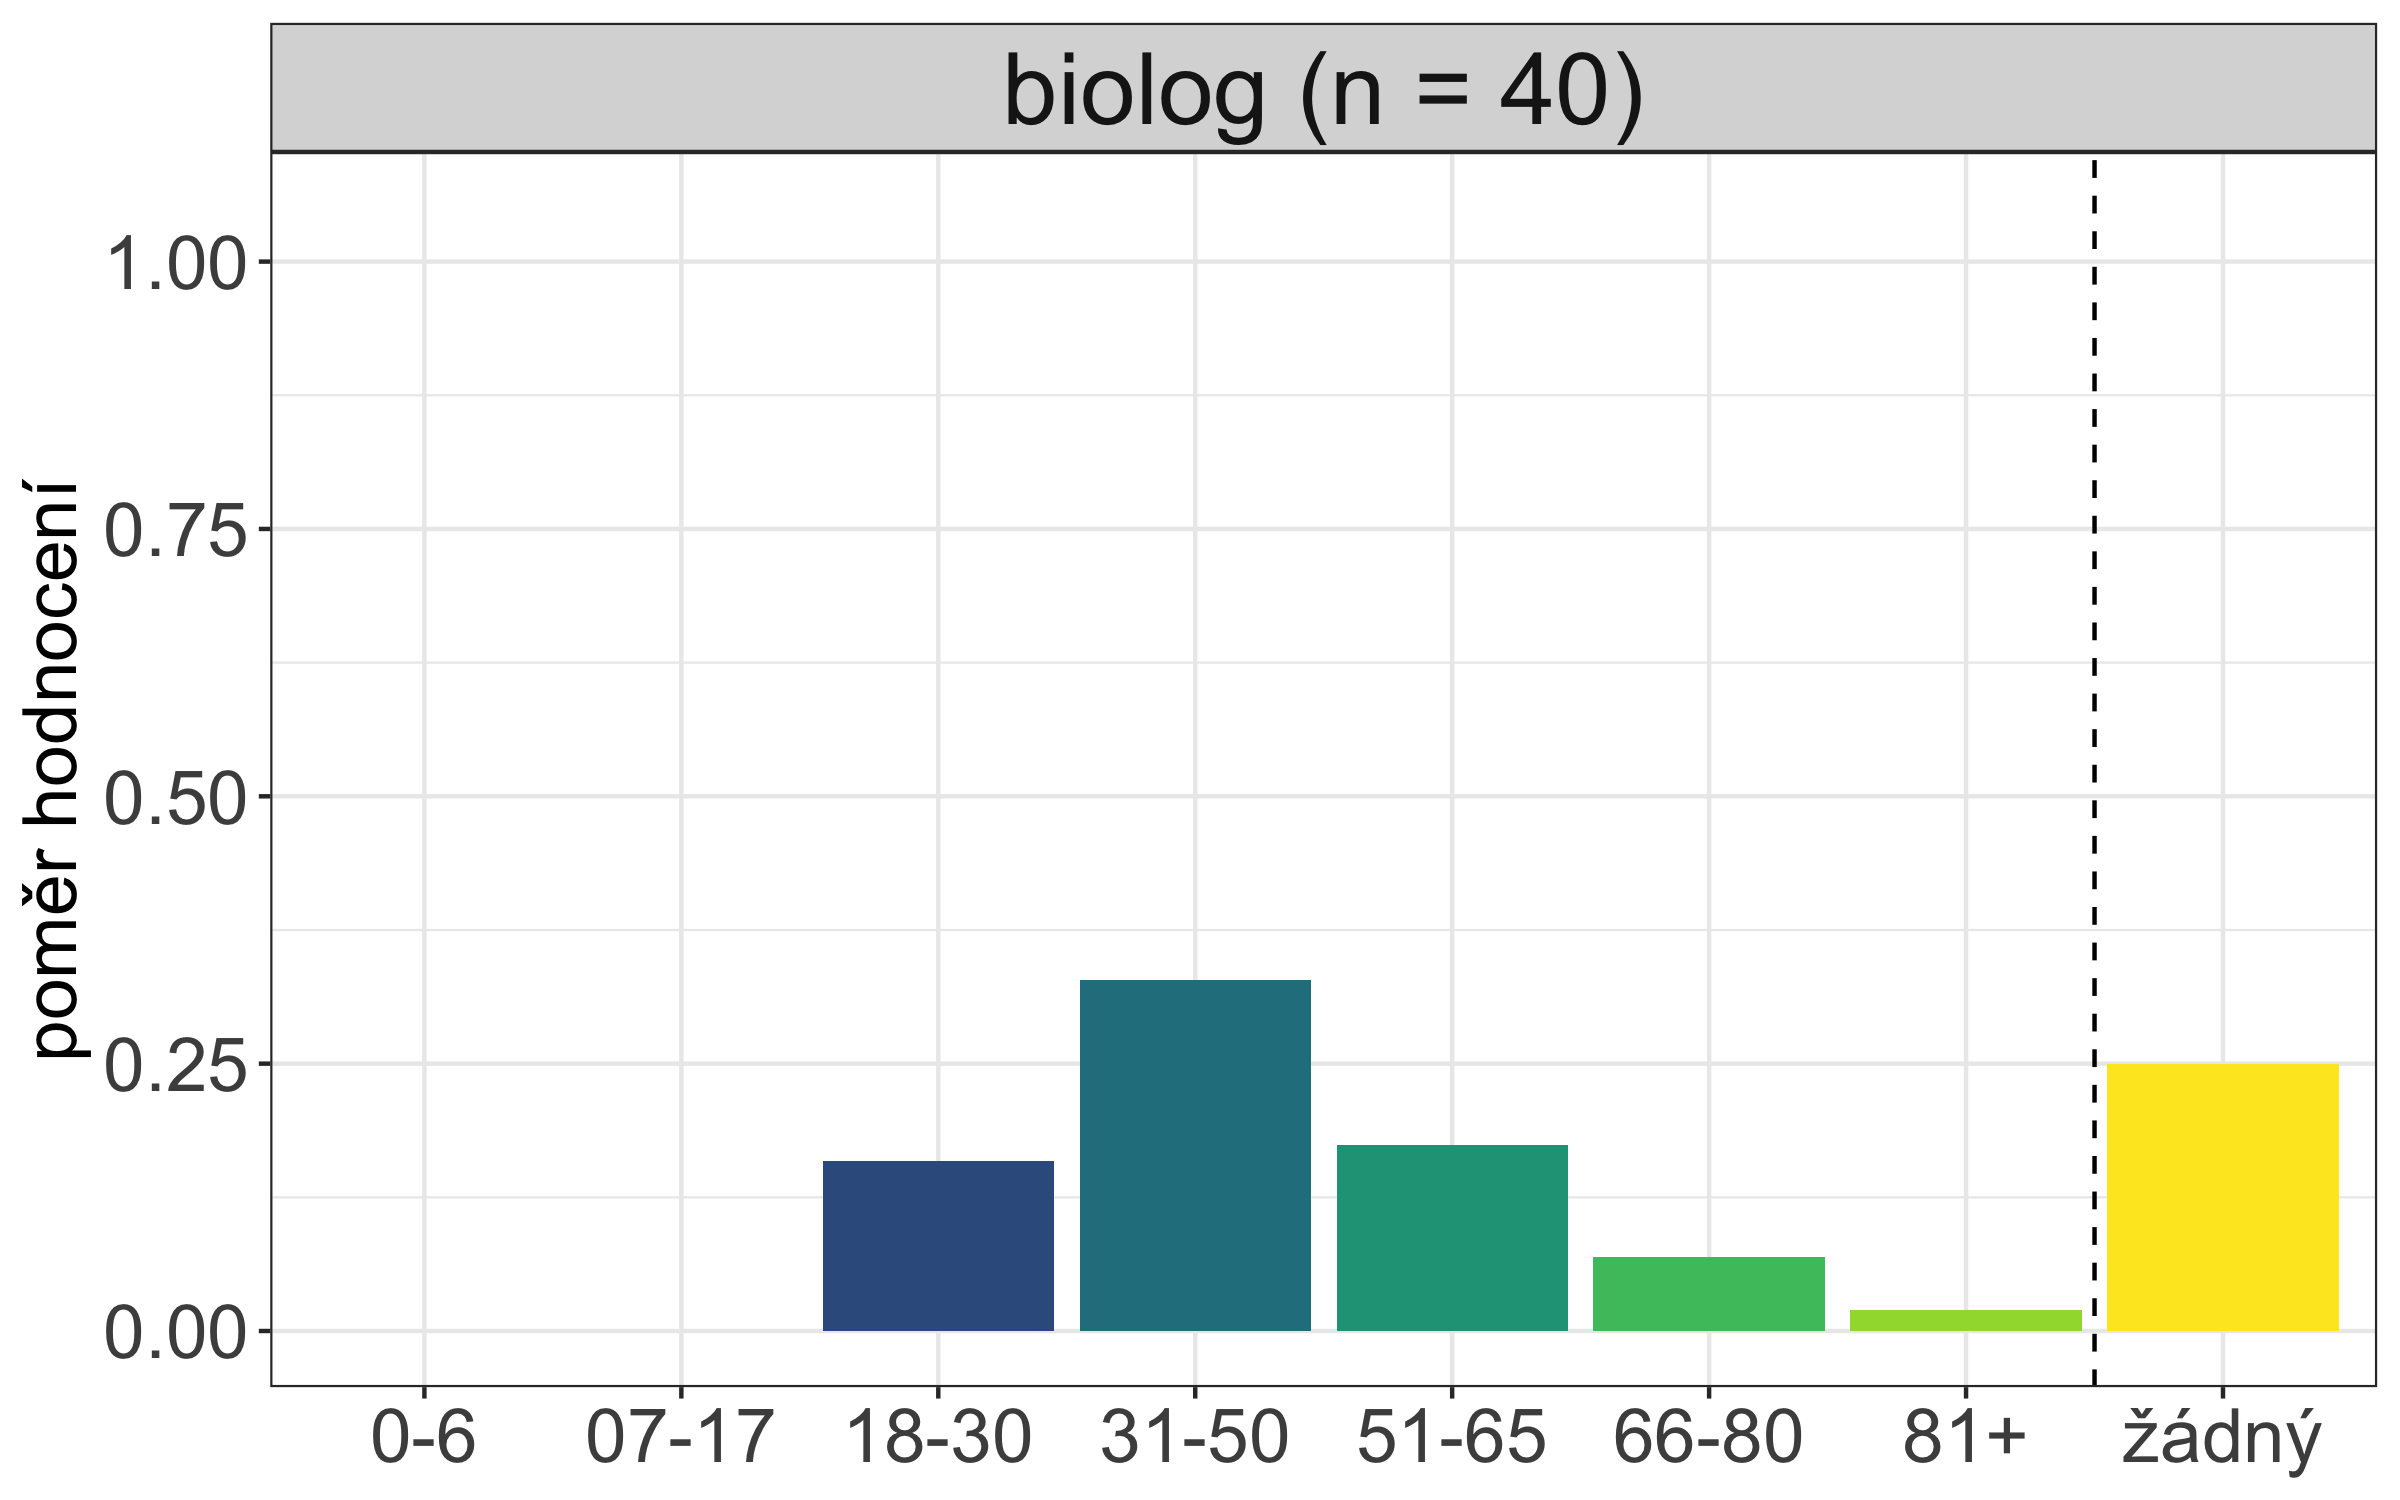 biolog (n = 40)
poměr hodnocení
1.00
0.75
0.50
0.25
0.00
0-6 07-17 18-30 31-50 51-65 66-80 81+ žádný